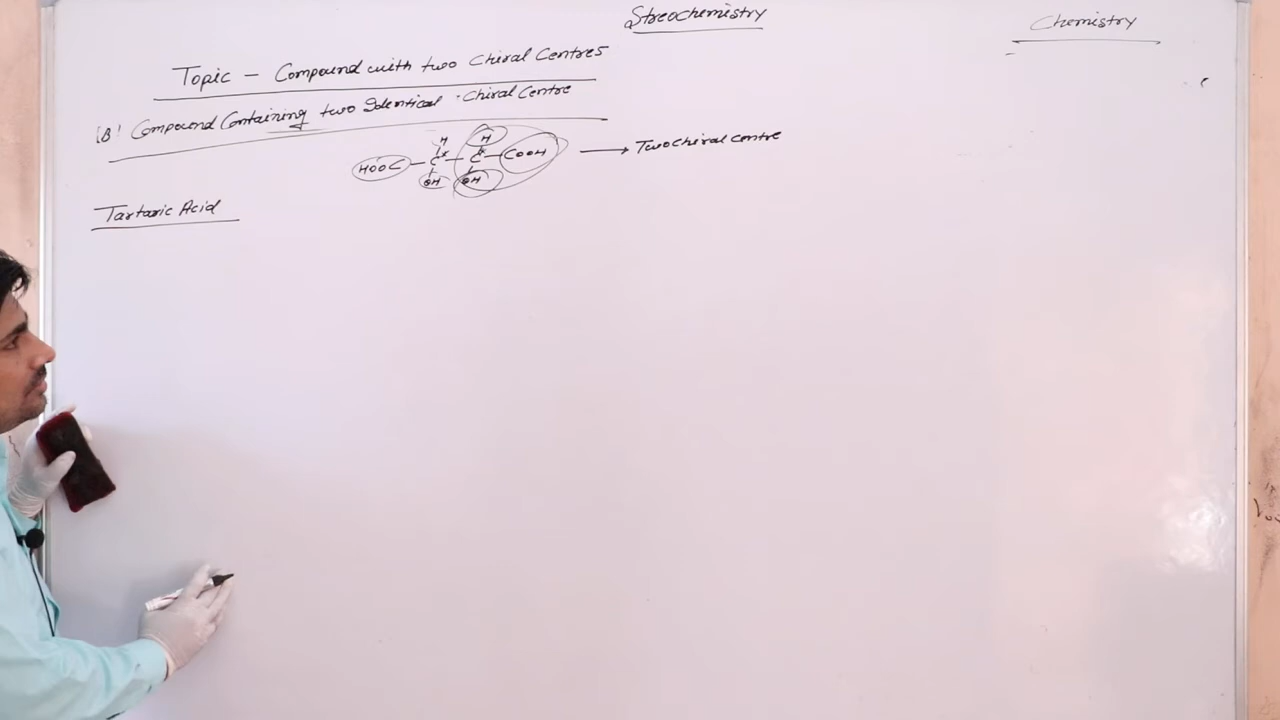 Streochemistry
Chemistry
Topic - Compound with two Chiral Centres
(B) Compound Containing two Identical Chiral Centre
H H
HOOC - C* - C* - COOH → Two chiral centre
OH OH
Tartaric Acid